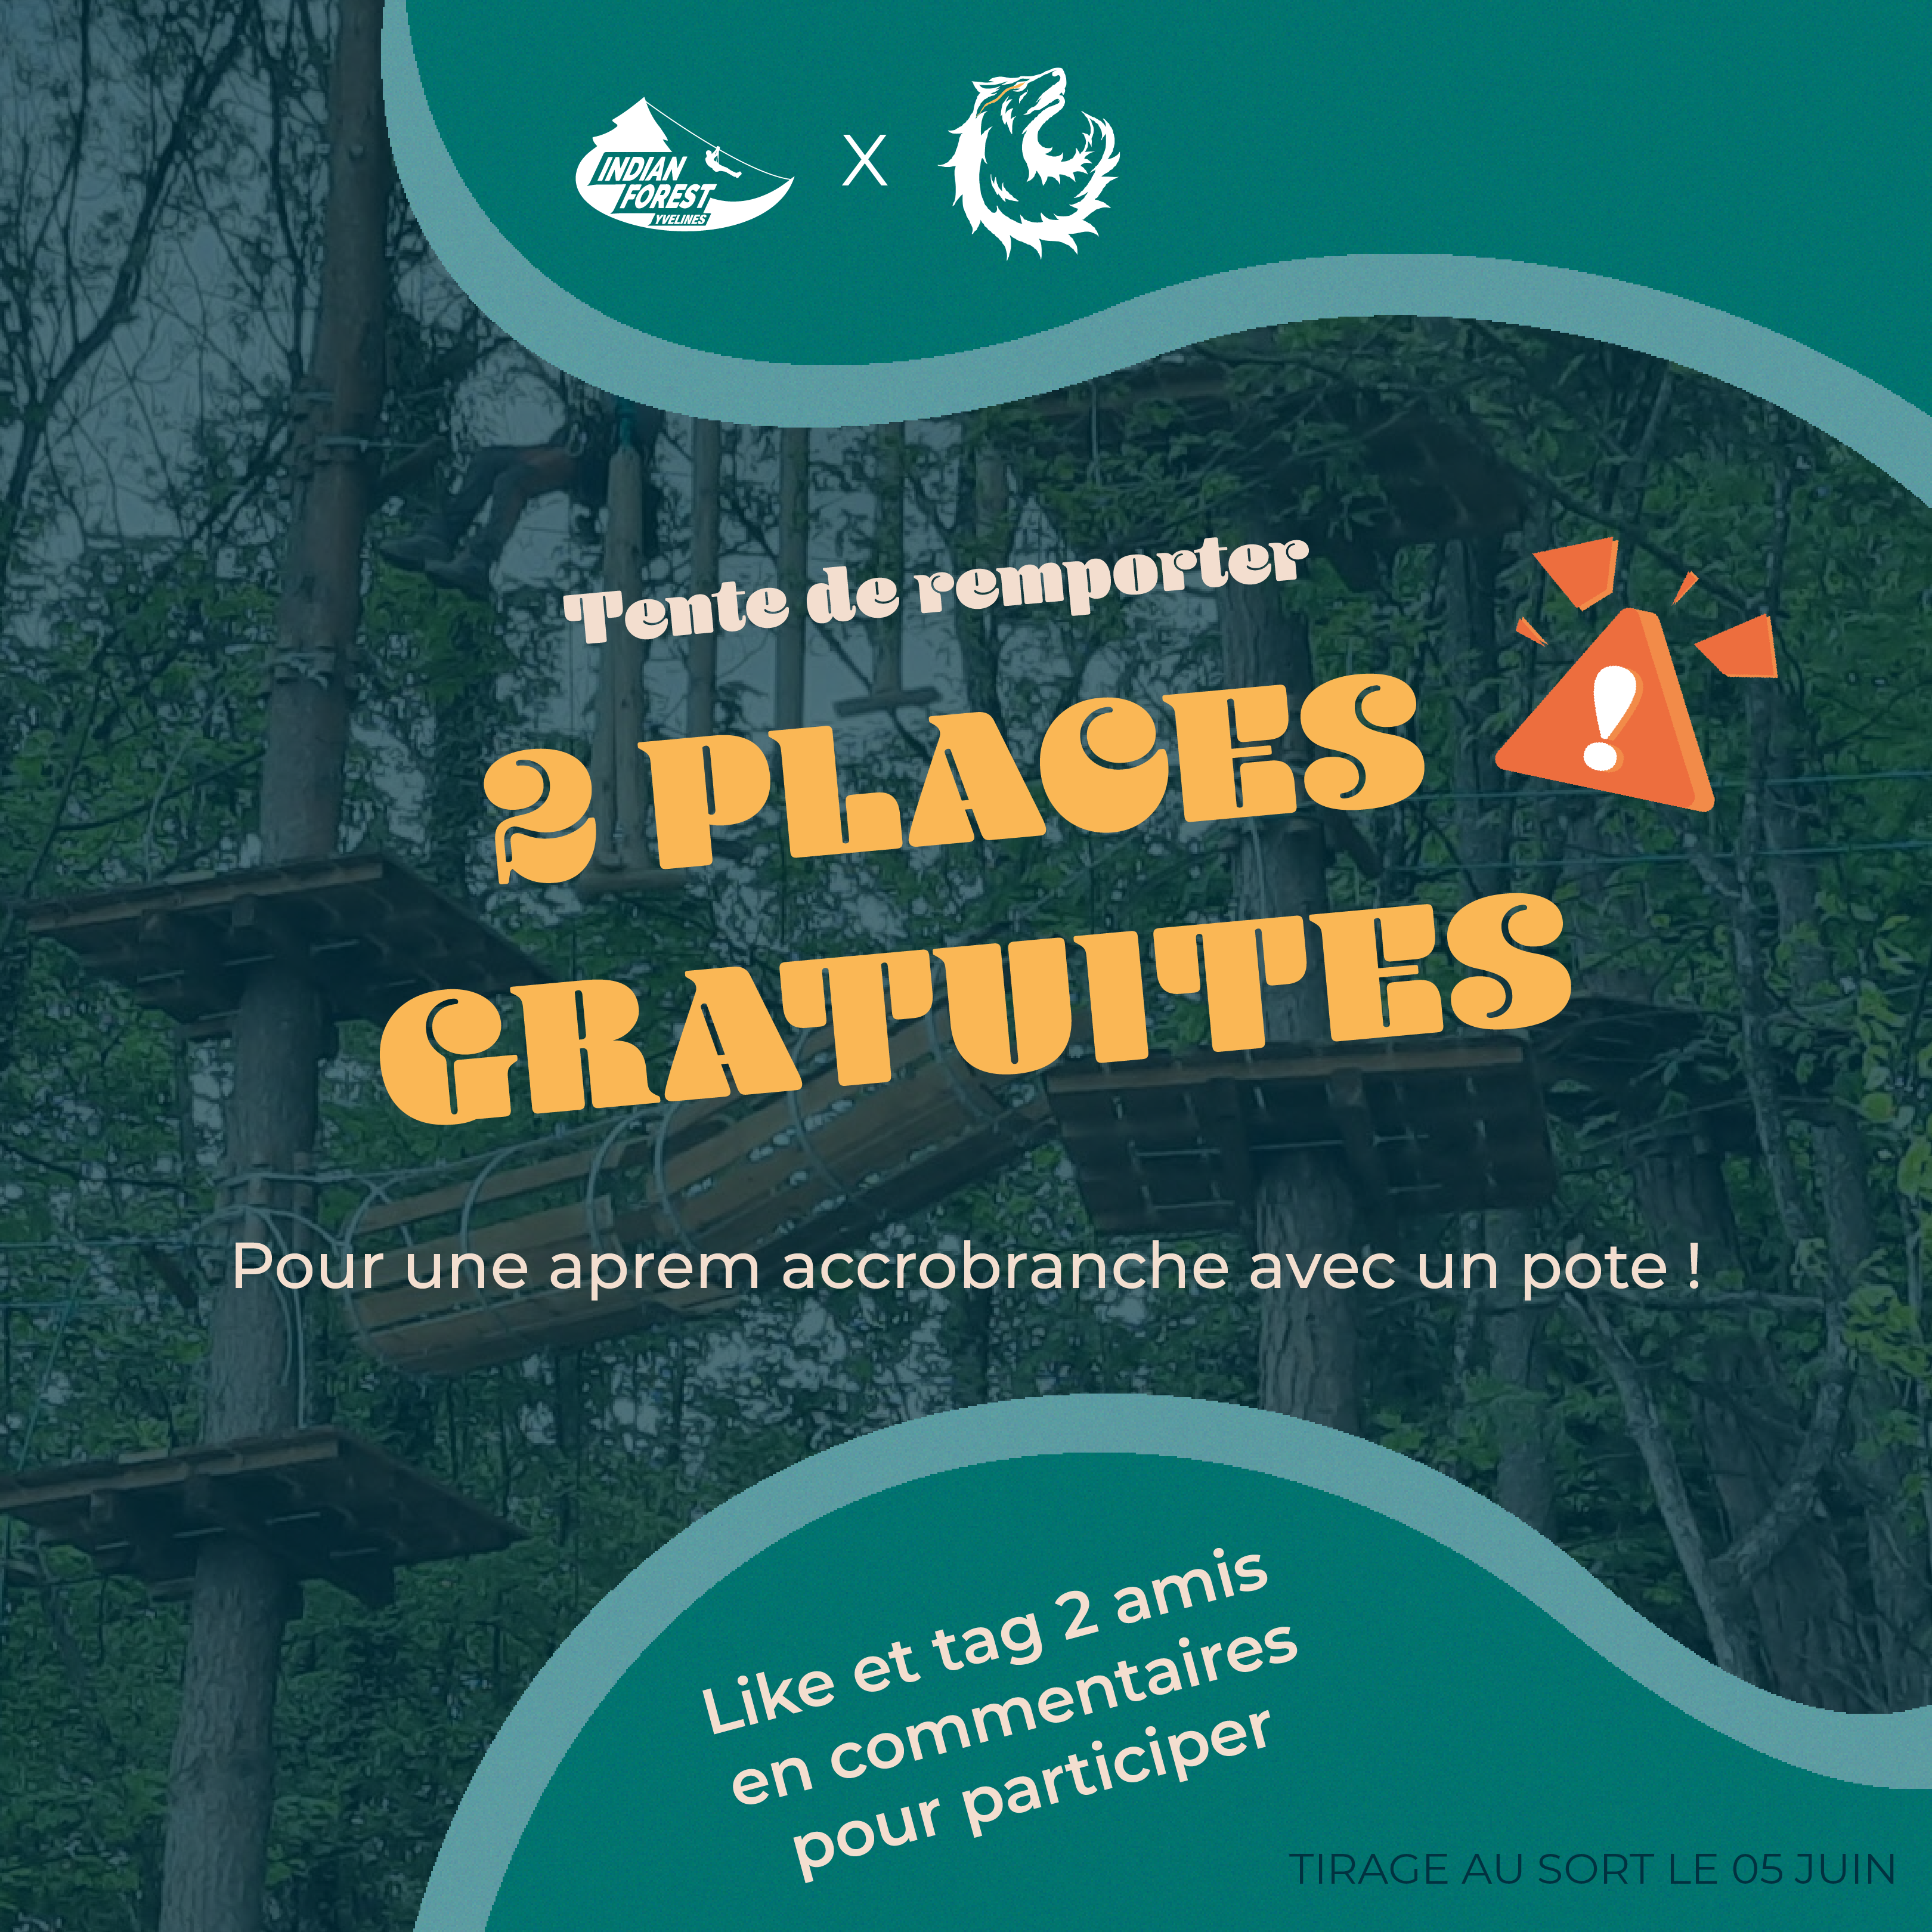 INDIAN
FOREST
YVELINES
X
Tente de remporter
2 PLACES
GRATUITES
!
Pour une aprem accrobranche avec un pote !
Like et tag 2 amis
en commentaires
pour participer
TIRAGE AU SORT LE 05 JUIN